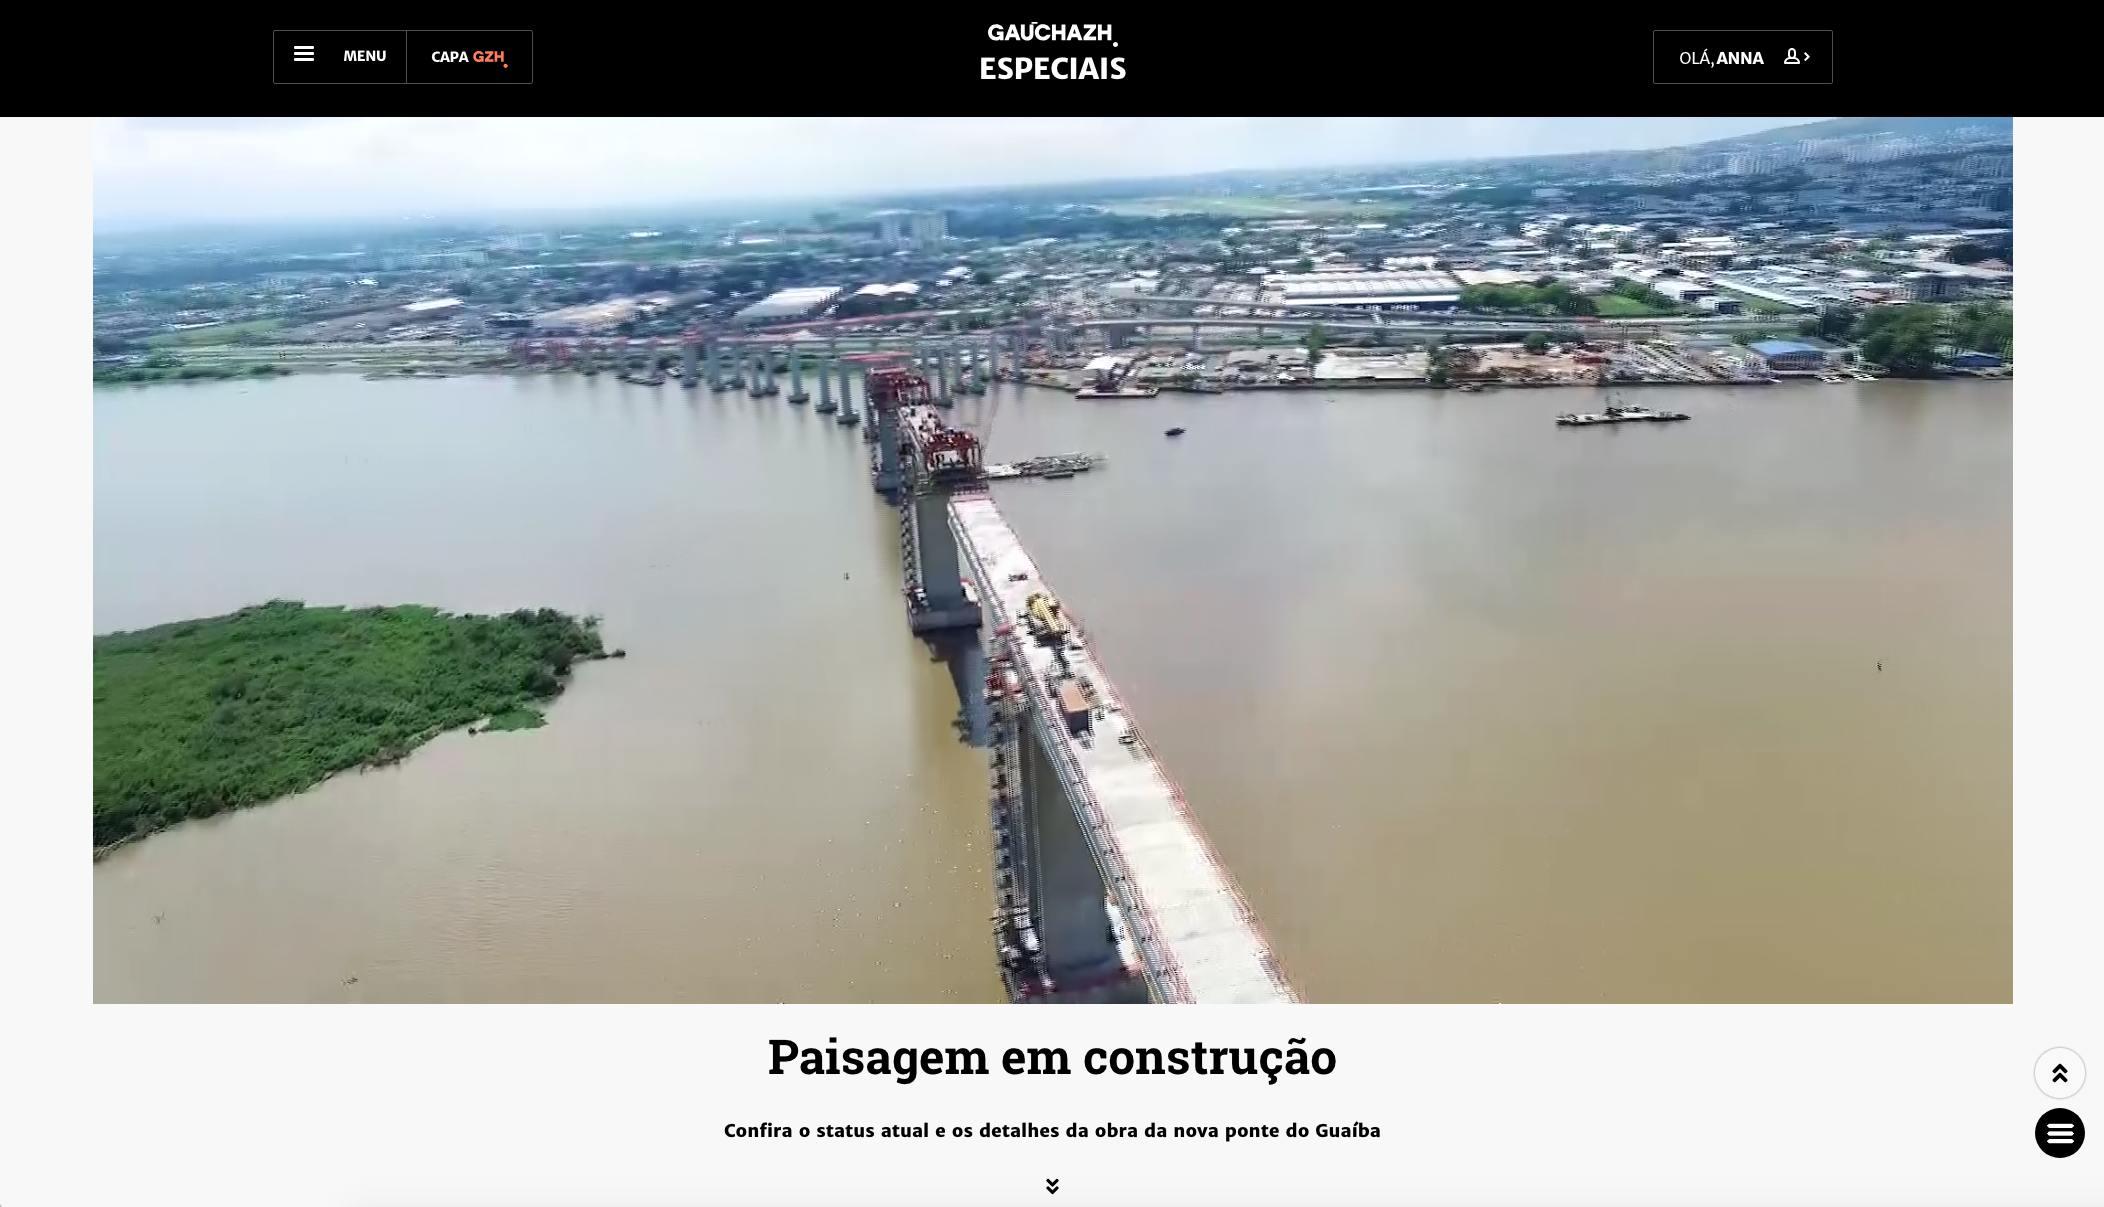 MENU
CAPA GZH.
GAÚCHAZH.
ESPECIAIS
OLÁ, ANNA
Paisagem em construção
Confira o status atual e os detalhes da obra da nova ponte do Guaíba